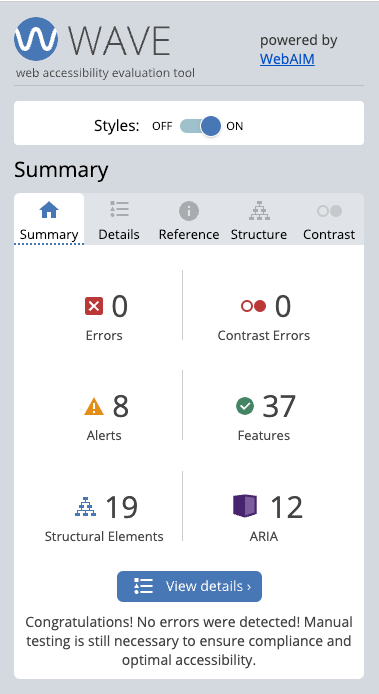 WAVE
web accessibility evaluation tool
powered by
WebAIM
Styles: OFF ON
Summary
Summary Details Reference Structure Contrast
0 0
Errors Contrast Errors
8 37
Alerts Features
19 12
Structural Elements ARIA
View details ›
Congratulations! No errors were detected! Manual
testing is still necessary to ensure compliance and
optimal accessibility.